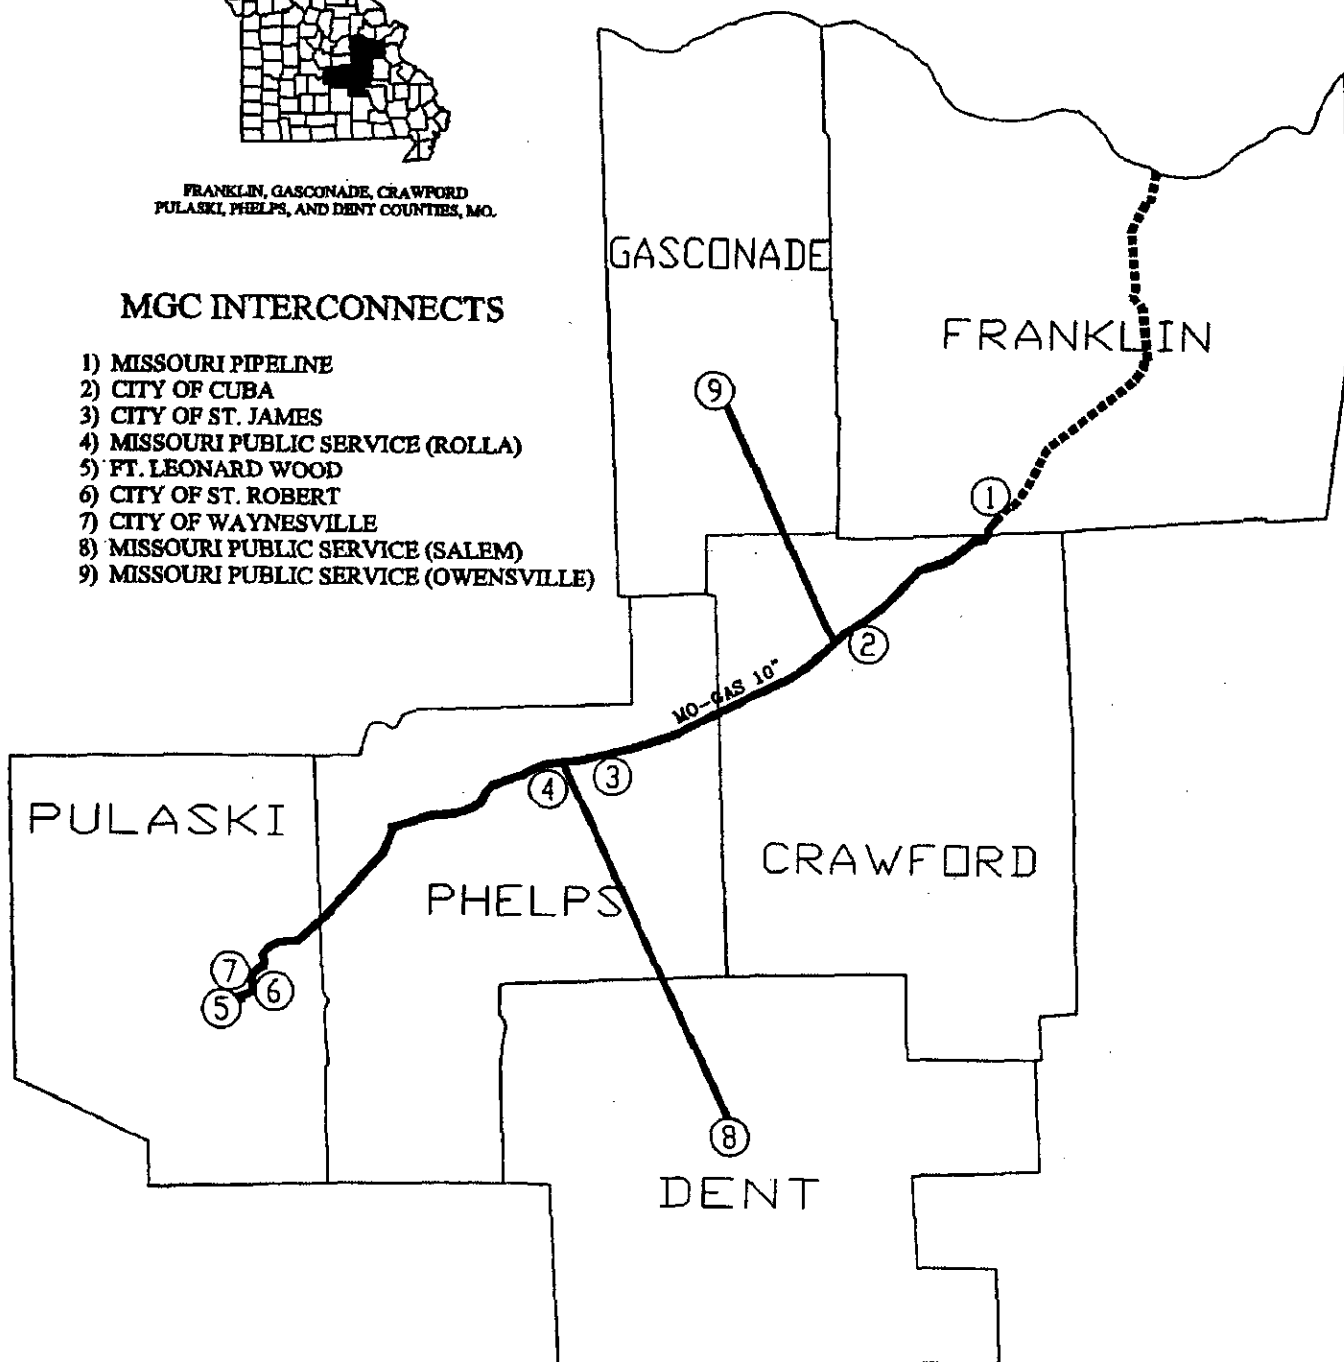 FRANKLIN, GASCONADE, CRAWFORD
PULASKI, PHELPS, AND DENT COUNTIES, MO.
MGC INTERCONNECTS
1) MISSOURI PIPELINE
2) CITY OF CUBA
3) CITY OF ST. JAMES
4) MISSOURI PUBLIC SERVICE (ROLLA)
5) FT. LEONARD WOOD
6) CITY OF ST. ROBERT
7) CITY OF WAYNESVILLE
8) MISSOURI PUBLIC SERVICE (SALEM)
9) MISSOURI PUBLIC SERVICE (OWENSVILLE)
GASCONADE
FRANKLIN
9
1
2
MO-GAS 10"
3
4
PULASKI
CRAWFORD
PHELPS
7
6
5
8
DENT